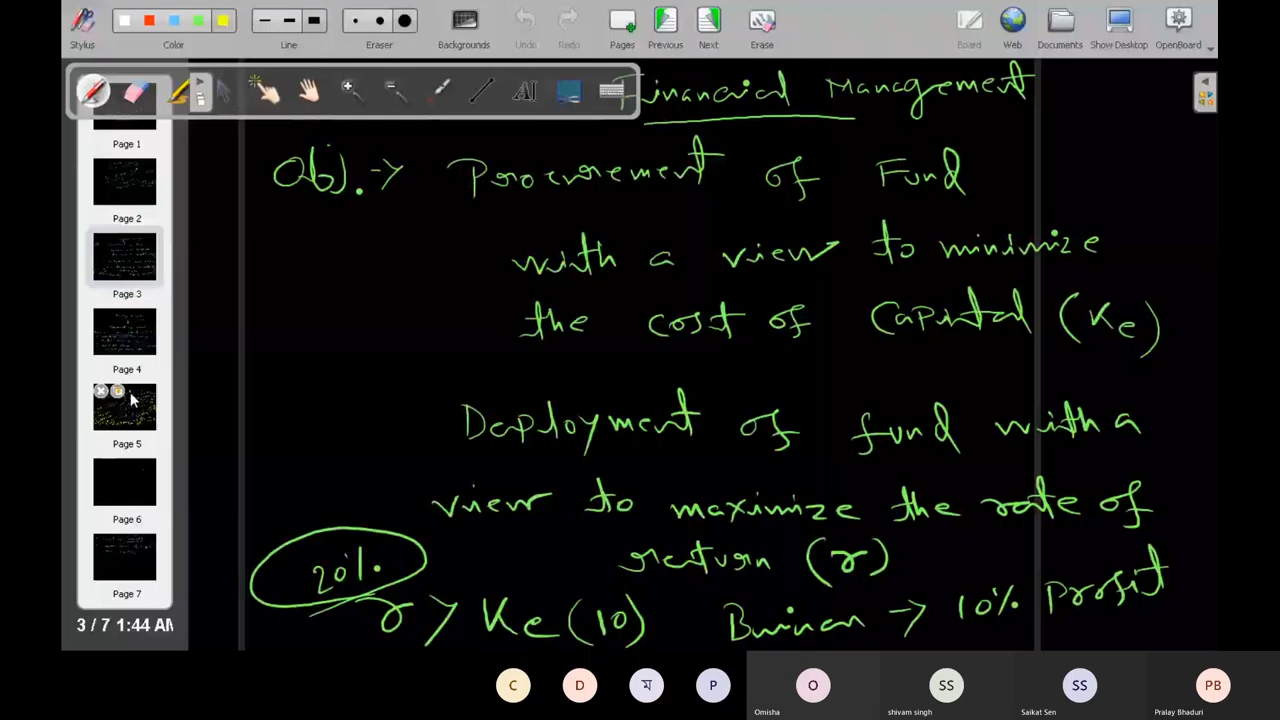 Stylus
Color
Line
Eraser
Backgrounds
Undo
Redo
Pages
Previous
Next
Erase
Board
Web
Documents
Show Desktop
OpenBoard
Page 1
Page 2
Page 3
Page 4
Page 5
Page 6
Page 7
3 / 7 1:44 AM
Financial Management
Obj. → Procurement of Fund
with a view to minimize
the cost of Capital (Ke)
Deployment of fund with a
view to maximize the rate of
return (r)
20%
r > Ke (10) → 10% Profit
C
D
ম
P
O
SS
SS
PB
Omisha
shivam singh
Saikat Sen
Pralay Bhaduri